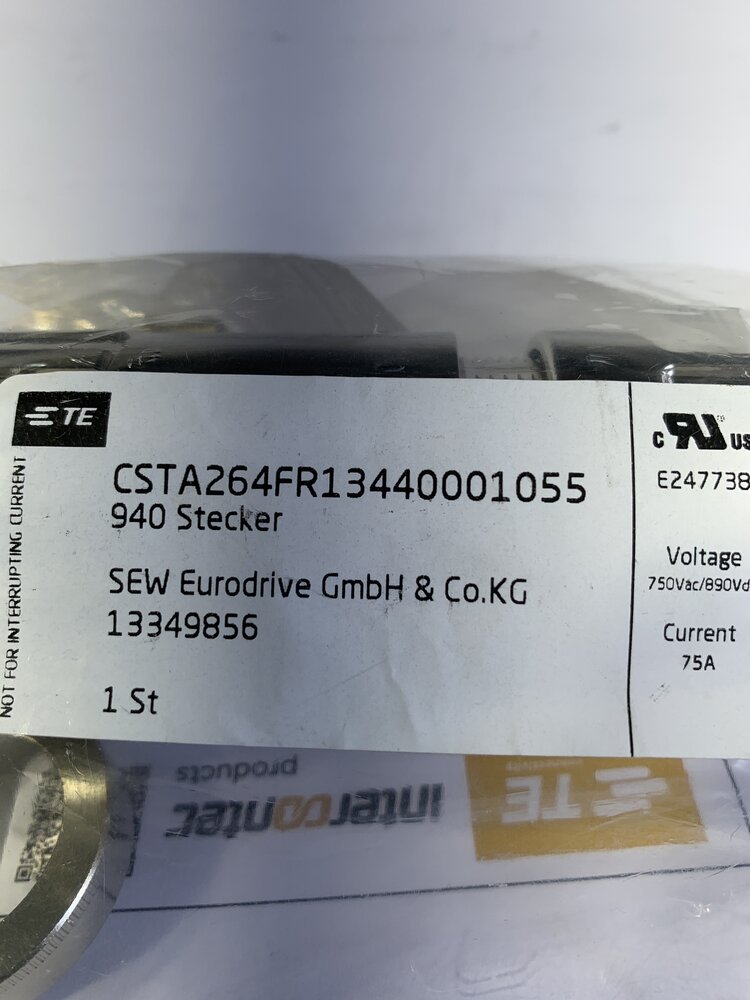 TE
CSTA264FR13440001055
940 Stecker
SEW Eurodrive GmbH & Co.KG
13349856
1 St
NOT FOR INTERRUPTING CURRENT
c RU us
E247738
Voltage
750Vac/890Vd
Current
75A
products
intercontec
TE